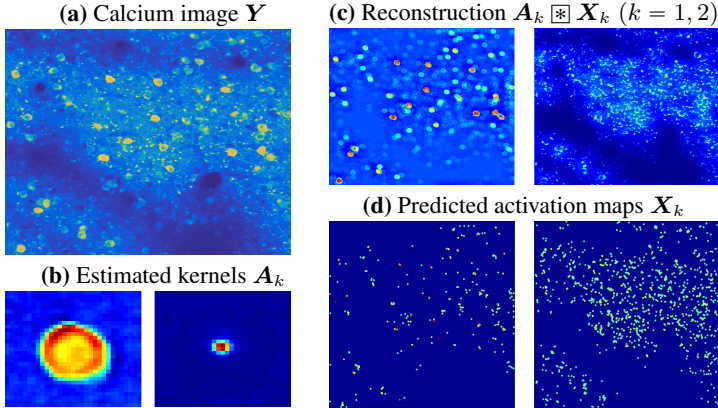 (a) Calcium image Y
(c) Reconstruction A_k ⊛ X_k (k = 1, 2)
(b) Estimated kernels A_k
(d) Predicted activation maps X_k